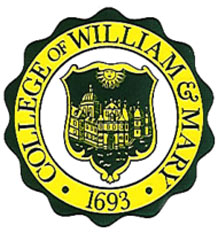 COLLEGE OF WILLIAM & MARY
· 1693 ·